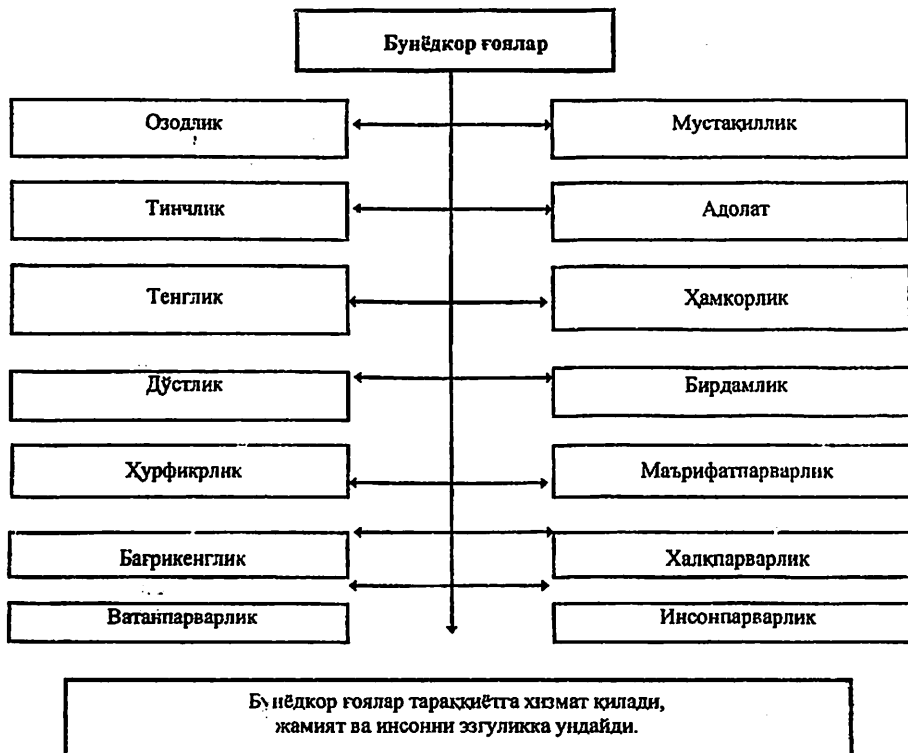 Бунёдкор ғоялар
Озодлик
Мустақиллик
Тинчлик
Адолат
Тенглик
Ҳамкорлик
Дўстлик
Бирдамлик
Ҳурфикрлик
Маърифатпарварлик
Бағрикенглик
Халқпарварлик
Ватанпарварлик
Инсонпарварлик
Бунёдкор ғоялар тараққиётга хизмат қилади,
жамият ва инсонни эзгуликка ундайди.